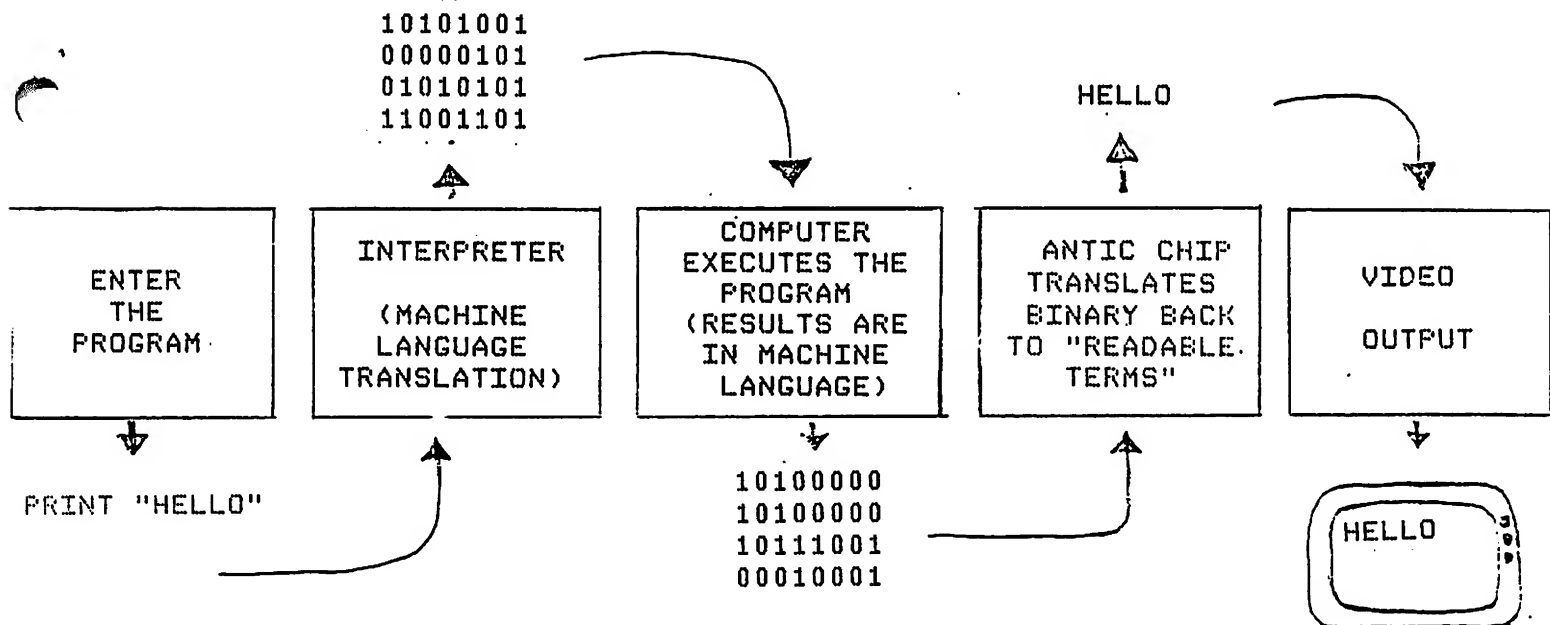 10101001
00000101
01010101
11001101
HELLO
ENTER
THE
PROGRAM
INTERPRETER
(MACHINE
LANGUAGE
TRANSLATION)
COMPUTER
EXECUTES THE
PROGRAM
(RESULTS ARE
IN MACHINE
LANGUAGE)
ANTIC CHIP
TRANSLATES
BINARY BACK
TO "READABLE
TERMS"
VIDEO
OUTPUT
PRINT "HELLO"
10100000
10100000
10111001
00010001
HELLO